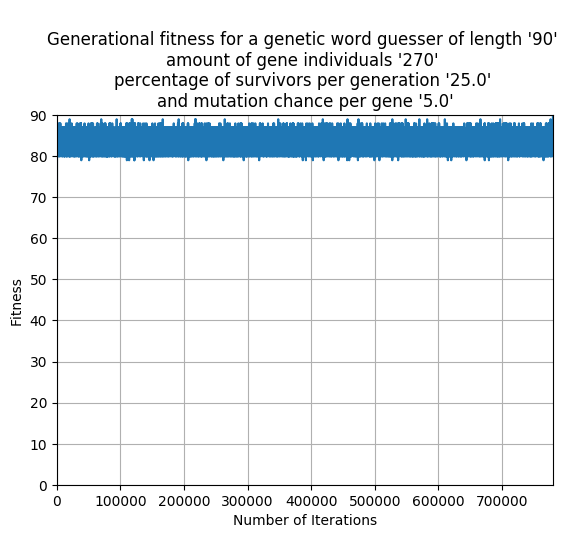 Generational fitness for a genetic word guesser of length '90'
amount of gene individuals '270'
percentage of survivors per generation '25.0'
and mutation chance per gene '5.0'
90
80
70
60
50
40
30
20
10
0
Fitness
0 100000 200000 300000 400000 500000 600000 700000
Number of Iterations